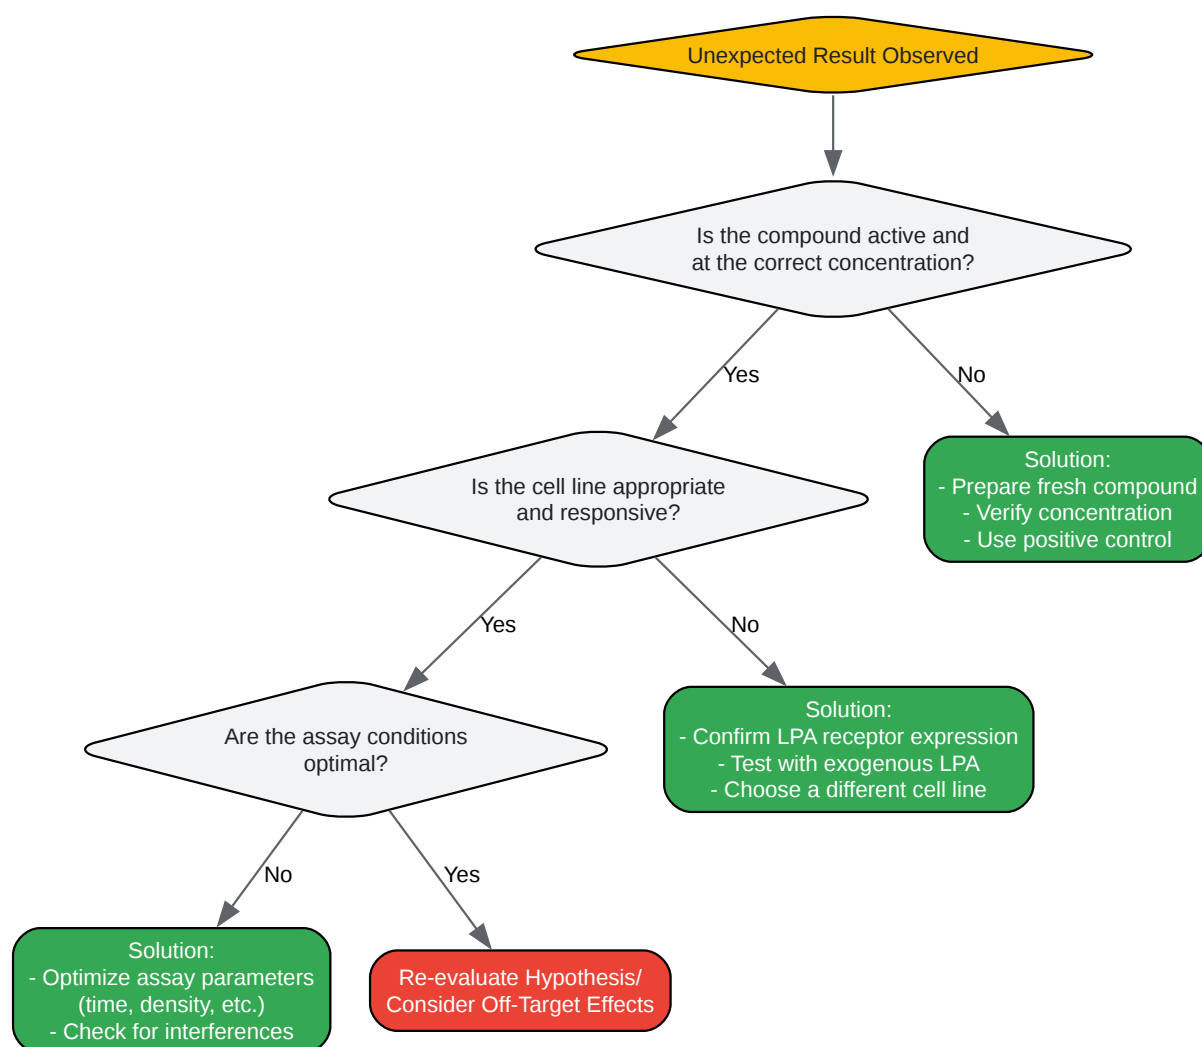 Unexpected Result Observed
Is the compound active and
at the correct concentration?
Yes
No
Solution:
- Prepare fresh compound
- Verify concentration
- Use positive control
Is the cell line appropriate
and responsive?
Yes
No
Solution:
- Confirm LPA receptor expression
- Test with exogenous LPA
- Choose a different cell line
Are the assay conditions
optimal?
No
Yes
Solution:
- Optimize assay parameters
(time, density, etc.)
- Check for interferences
Re-evaluate Hypothesis/
Consider Off-Target Effects